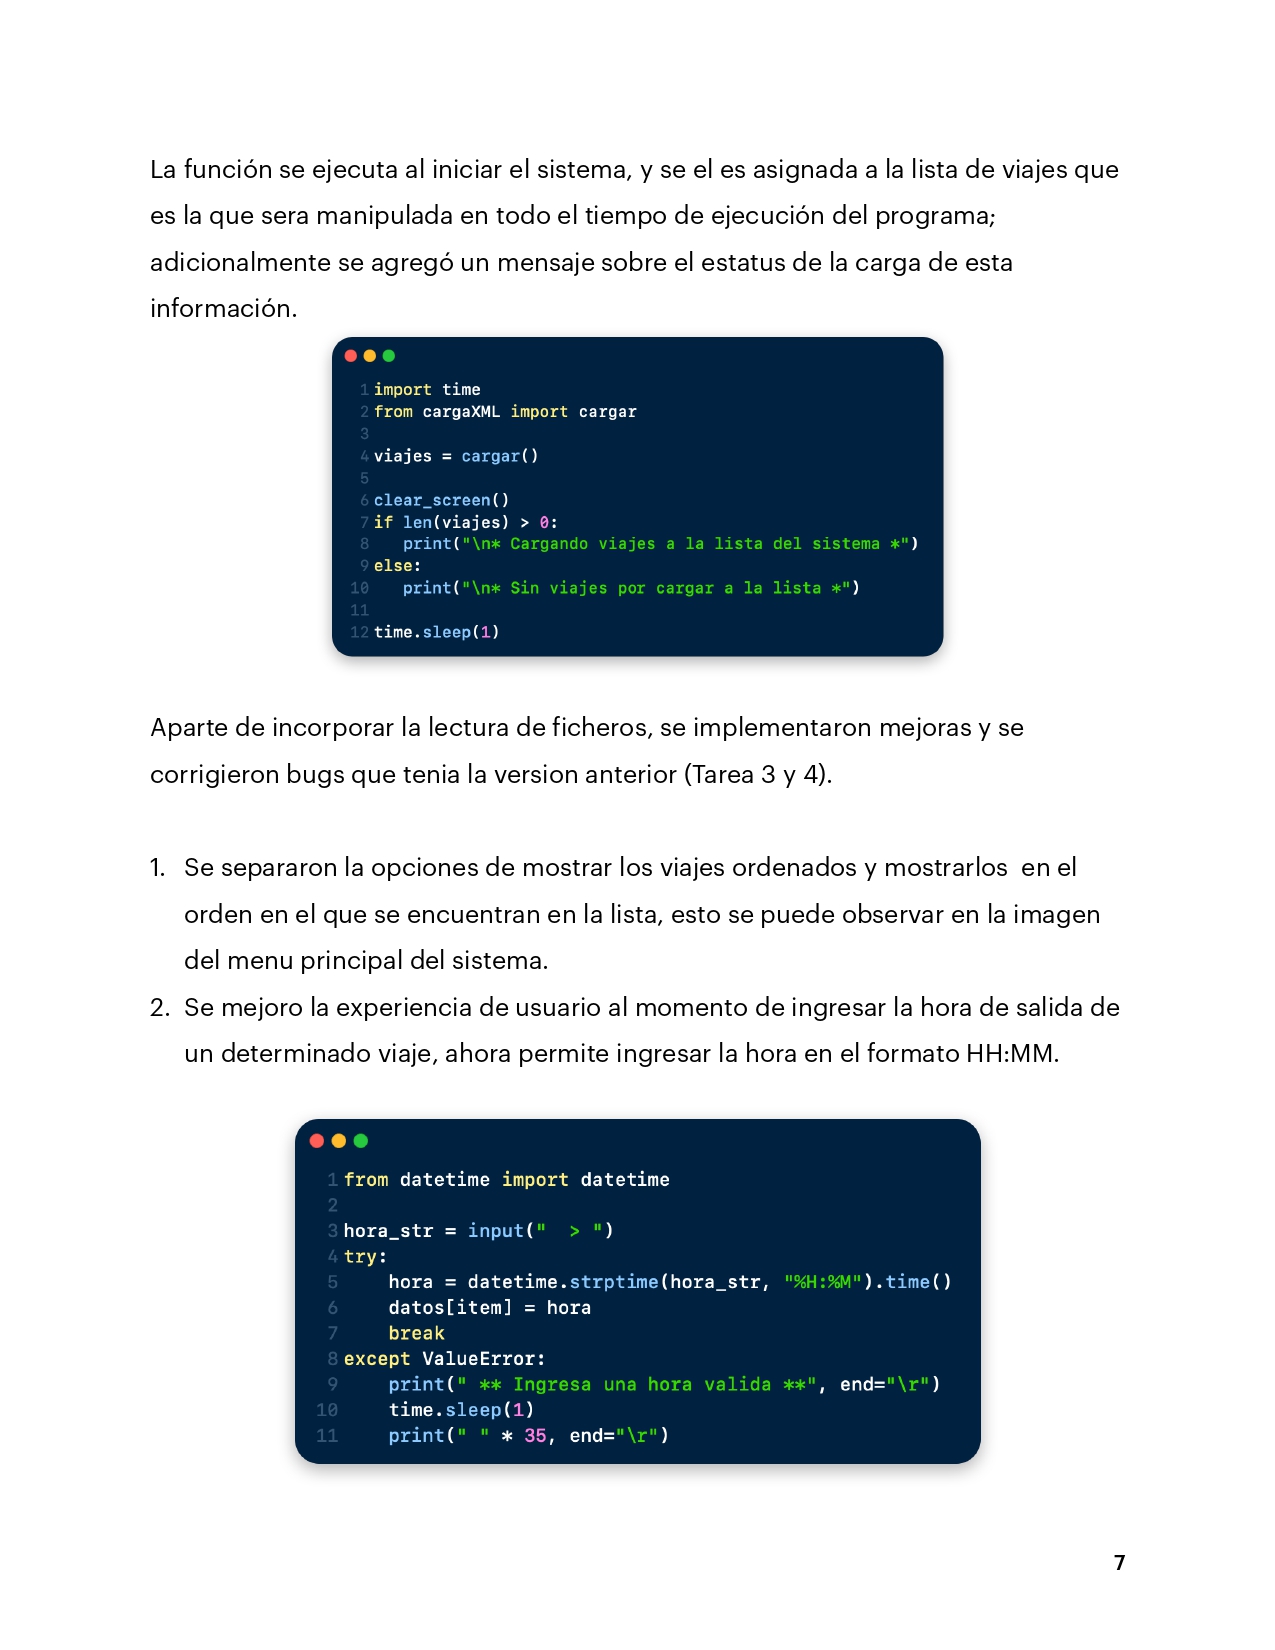 La función se ejecuta al iniciar el sistema, y se el es asignada a la lista de viajes que
es la que sera manipulada en todo el tiempo de ejecución del programa;
adicionalmente se agregó un mensaje sobre el estatus de la carga de esta
información.
1 import time
2 from cargaXML import cargar
3
4 viajes = cargar()
5
6 clear_screen()
7 if len(viajes) > 0:
8    print("\n* Cargando viajes a la lista del sistema *")
9 else:
10    print("\n* Sin viajes por cargar a la lista *")
11
12 time.sleep(1)
Aparte de incorporar la lectura de ficheros, se implementaron mejoras y se
corrigieron bugs que tenia la version anterior (Tarea 3 y 4).
1. Se separaron la opciones de mostrar los viajes ordenados y mostrarlos  en el
orden en el que se encuentran en la lista, esto se puede observar en la imagen
del menu principal del sistema.
2. Se mejoro la experiencia de usuario al momento de ingresar la hora de salida de
un determinado viaje, ahora permite ingresar la hora en el formato HH:MM.
1 from datetime import datetime
2
3 hora_str = input("  > ")
4 try:
5     hora = datetime.strptime(hora_str, "%H:%M").time()
6     datos[item] = hora
7     break
8 except ValueError:
9     print(" ** Ingresa una hora valida **", end="\r")
10     time.sleep(1)
11     print(" " * 35, end="\r")
7